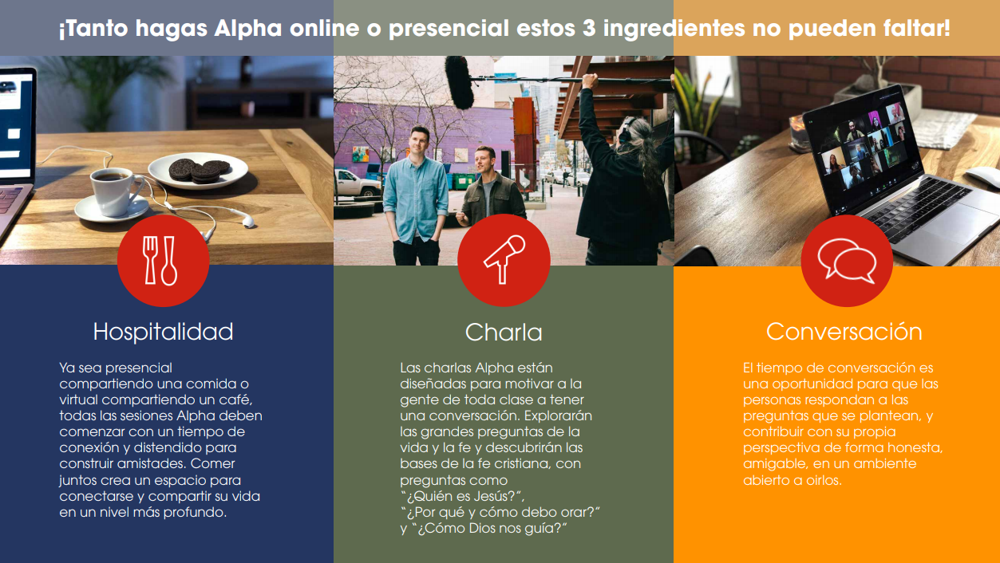 ¡Tanto hagas Alpha online o presencial estos 3 ingredientes no pueden faltar!
Hospitalidad
Ya sea presencial
compartiendo una comida o
virtual compartiendo un café,
todas las sesiones Alpha deben
comenzar con un tiempo de
conexión y distendido para
construir amistades. Comer
juntos crea un espacio para
conectarse y compartir su vida
en un nivel más profundo.
Charla
Las charlas Alpha están
diseñadas para motivar a la
gente de toda clase a tener
una conversación. Explorarán
las grandes preguntas de la
vida y la fe y descubrirán las
bases de la fe cristiana, con
preguntas como
“¿Quién es Jesús?”,
“¿Por qué y cómo debo orar?”
y “¿Cómo Dios nos guía?”
Conversación
El tiempo de conversación es
una oportunidad para que las
personas respondan a las
preguntas que se plantean, y
contribuir con su propia
perspectiva de forma honesta,
amigable, en un ambiente
abierto a oirlos.